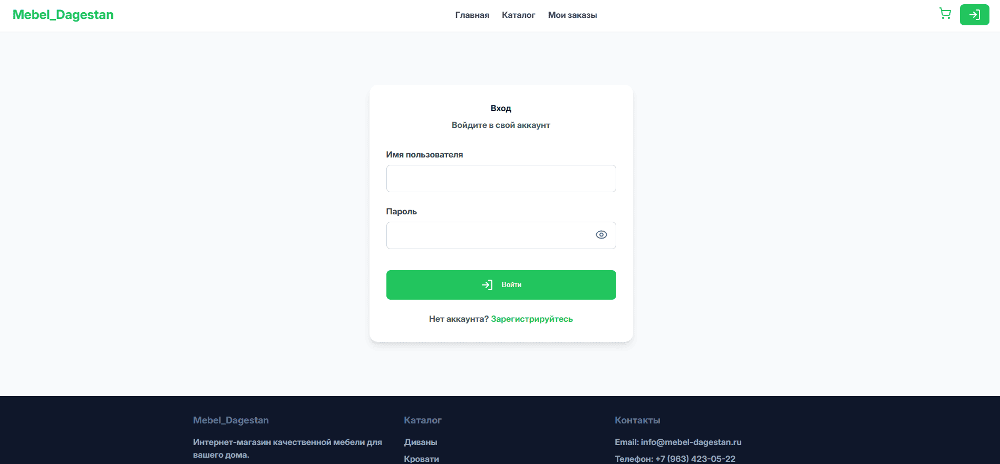 Mebel_Dagestan
Главная Каталог Мои заказы
Вход
Войдите в свой аккаунт
Имя пользователя
Пароль
Войти
Нет аккаунта? Зарегистрируйтесь
Mebel_Dagestan
Интернет-магазин качественной мебели для
вашего дома.
Каталог
Диваны
Кровати
Контакты
Email: info@mebel-dagestan.ru
Телефон: +7 (963) 423-05-22